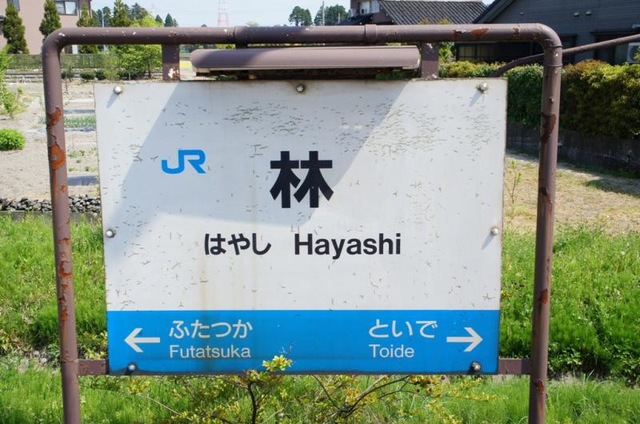 JR
林
はやし Hayashi
← ふたつか といで →
Futatsuka Toide